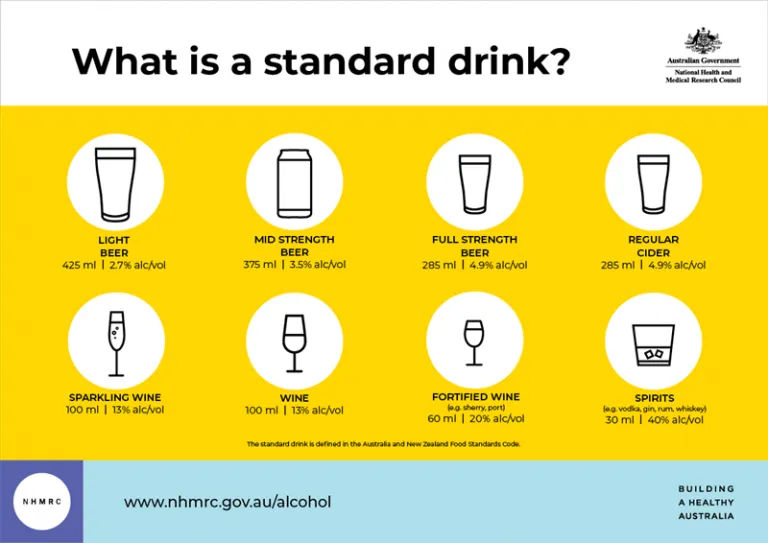 What is a standard drink?
Australian Government
National Health and
Medical Research Council
LIGHT
BEER
425 ml | 2.7% alc/vol
MID STRENGTH
BEER
375 ml | 3.5% alc/vol
FULL STRENGTH
BEER
285 ml | 4.9% alc/vol
REGULAR
CIDER
285 ml | 4.9% alc/vol
SPARKLING WINE
100 ml | 13% alc/vol
WINE
100 ml | 13% alc/vol
FORTIFIED WINE
(e.g. sherry, port)
60 ml | 20% alc/vol
SPIRITS
(e.g. vodka, gin, rum, whiskey)
30 ml | 40% alc/vol
The standard drink is defined in the Australia and New Zealand Food Standards Code.
NHMRC
www.nhmrc.gov.au/alcohol
BUILDING
A HEALTHY
AUSTRALIA